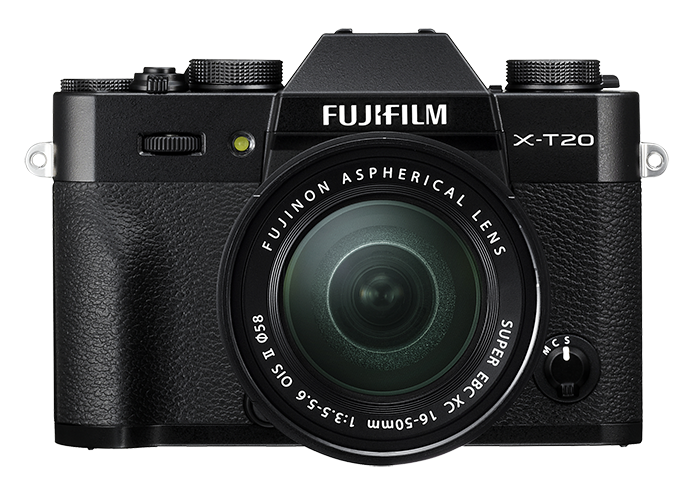 FUJIFILM
X-T20
FUJINON ASPHERICAL LENS
SUPER EBC XC 16-50mm 1:3.5-5.6 OIS II Ø58
M C S